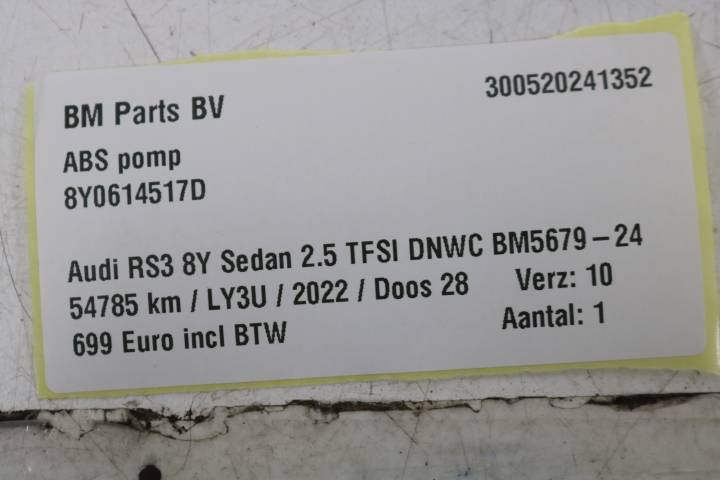 BM Parts BV
300520241352
ABS pomp
8Y0614517D
Audi RS3 8Y Sedan 2.5 TFSI DNWC BM5679-24
54785 km / LY3U / 2022 / Doos 28
Verz: 10
699 Euro incl BTW
Aantal: 1